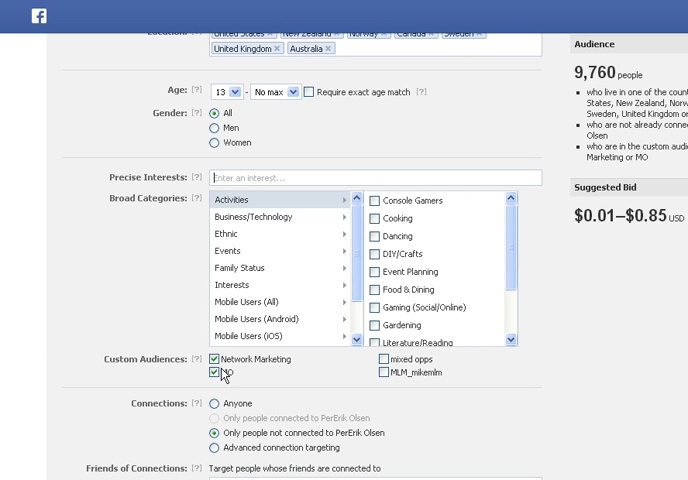 Location: [?] United States × New Zealand × Norway × Canada × Sweden ×
United Kingdom × Australia ×
Age: [?] 13 - No max Require exact age match [?]
Gender: [?] All
Men
Women
Precise Interests: [?] Enter an interest...
Broad Categories: [?] Activities
Business/Technology
Ethnic
Events
Family Status
Interests
Mobile Users (All)
Mobile Users (Android)
Mobile Users (iOS)
Console Gamers
Cooking
Dancing
DIY/Crafts
Event Planning
Food & Dining
Gaming (Social/Online)
Gardening
Literature/Reading
Custom Audiences: [?] Network Marketing mixed opps
MO MLM_mikemlm
Connections: [?] Anyone
Only people connected to PerErik Olsen
Only people not connected to PerErik Olsen
Advanced connection targeting
Friends of Connections: [?] Target people whose friends are connected to
Audience
9,760 people
who live in one of the
States, New Zealand,
Sweden, United Kingdom
who are not already
Olsen
who are in the custom
Marketing or MO
Suggested Bid
$0.01–$0.85 USD